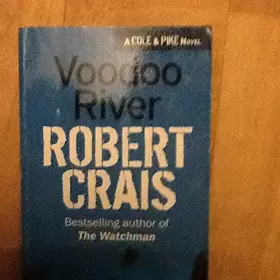 A COLE & PIKE NOVEL
Voodoo
River
ROBERT
CRAIS
Bestselling author of
The Watchman